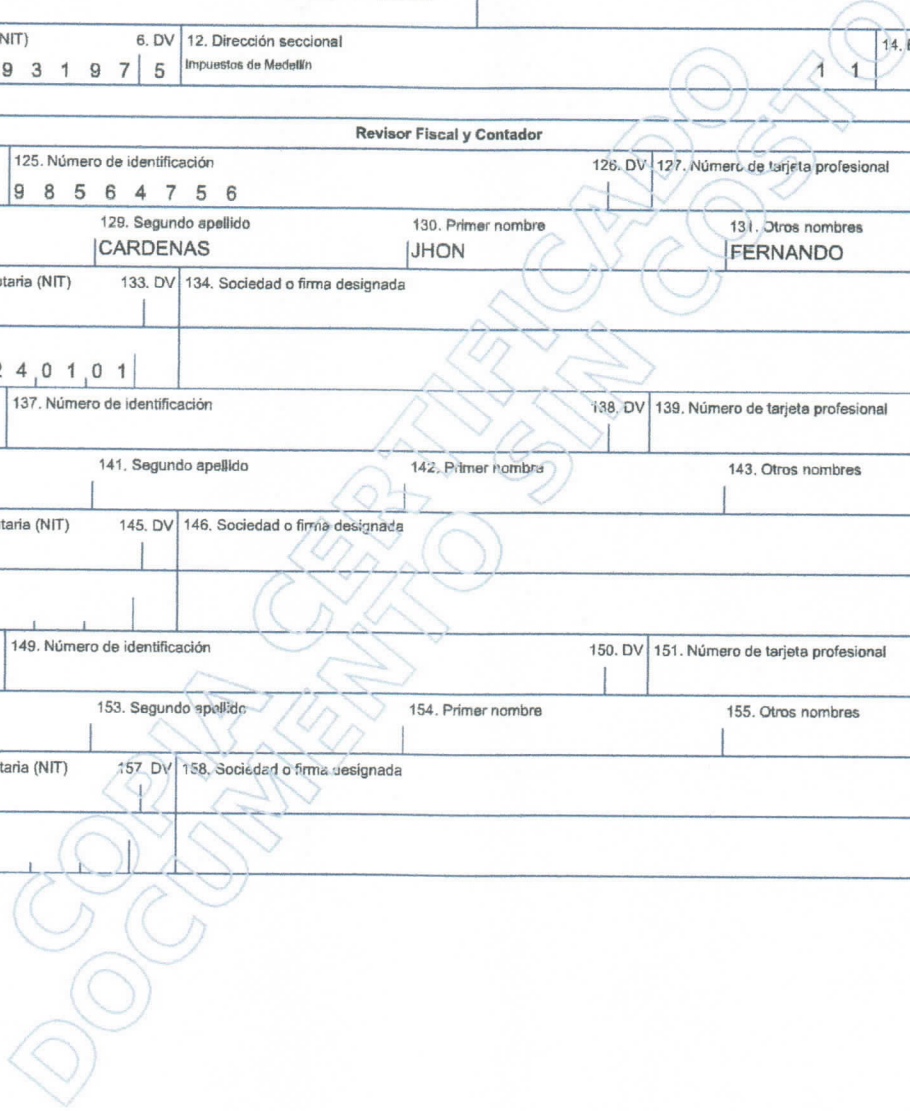 NIT) 6. DV 12. Dirección seccional 14.
9 3 1 9 7 5 Impuestos de Medellín 1 1
Revisor Fiscal y Contador
125. Número de identificación 126. DV 127. Número de tarjeta profesional
9 8 5 6 4 7 5 6
129. Segundo apellido 130. Primer nombre 131. Otros nombres
CARDENAS JHON FERNANDO
taria (NIT) 133. DV 134. Sociedad o firma designada
4 0 1 0 1
137. Número de identificación 138. DV 139. Número de tarjeta profesional
141. Segundo apellido 142. Primer nombre 143. Otros nombres
taria (NIT) 145. DV 146. Sociedad o firma designada
149. Número de identificación 150. DV 151. Número de tarjeta profesional
153. Segundo apellido 154. Primer nombre 155. Otros nombres
taria (NIT) 157. DV 158. Sociedad o firma designada
COPIA CERTIFICADO
DOCUMENTO SIN COSTO